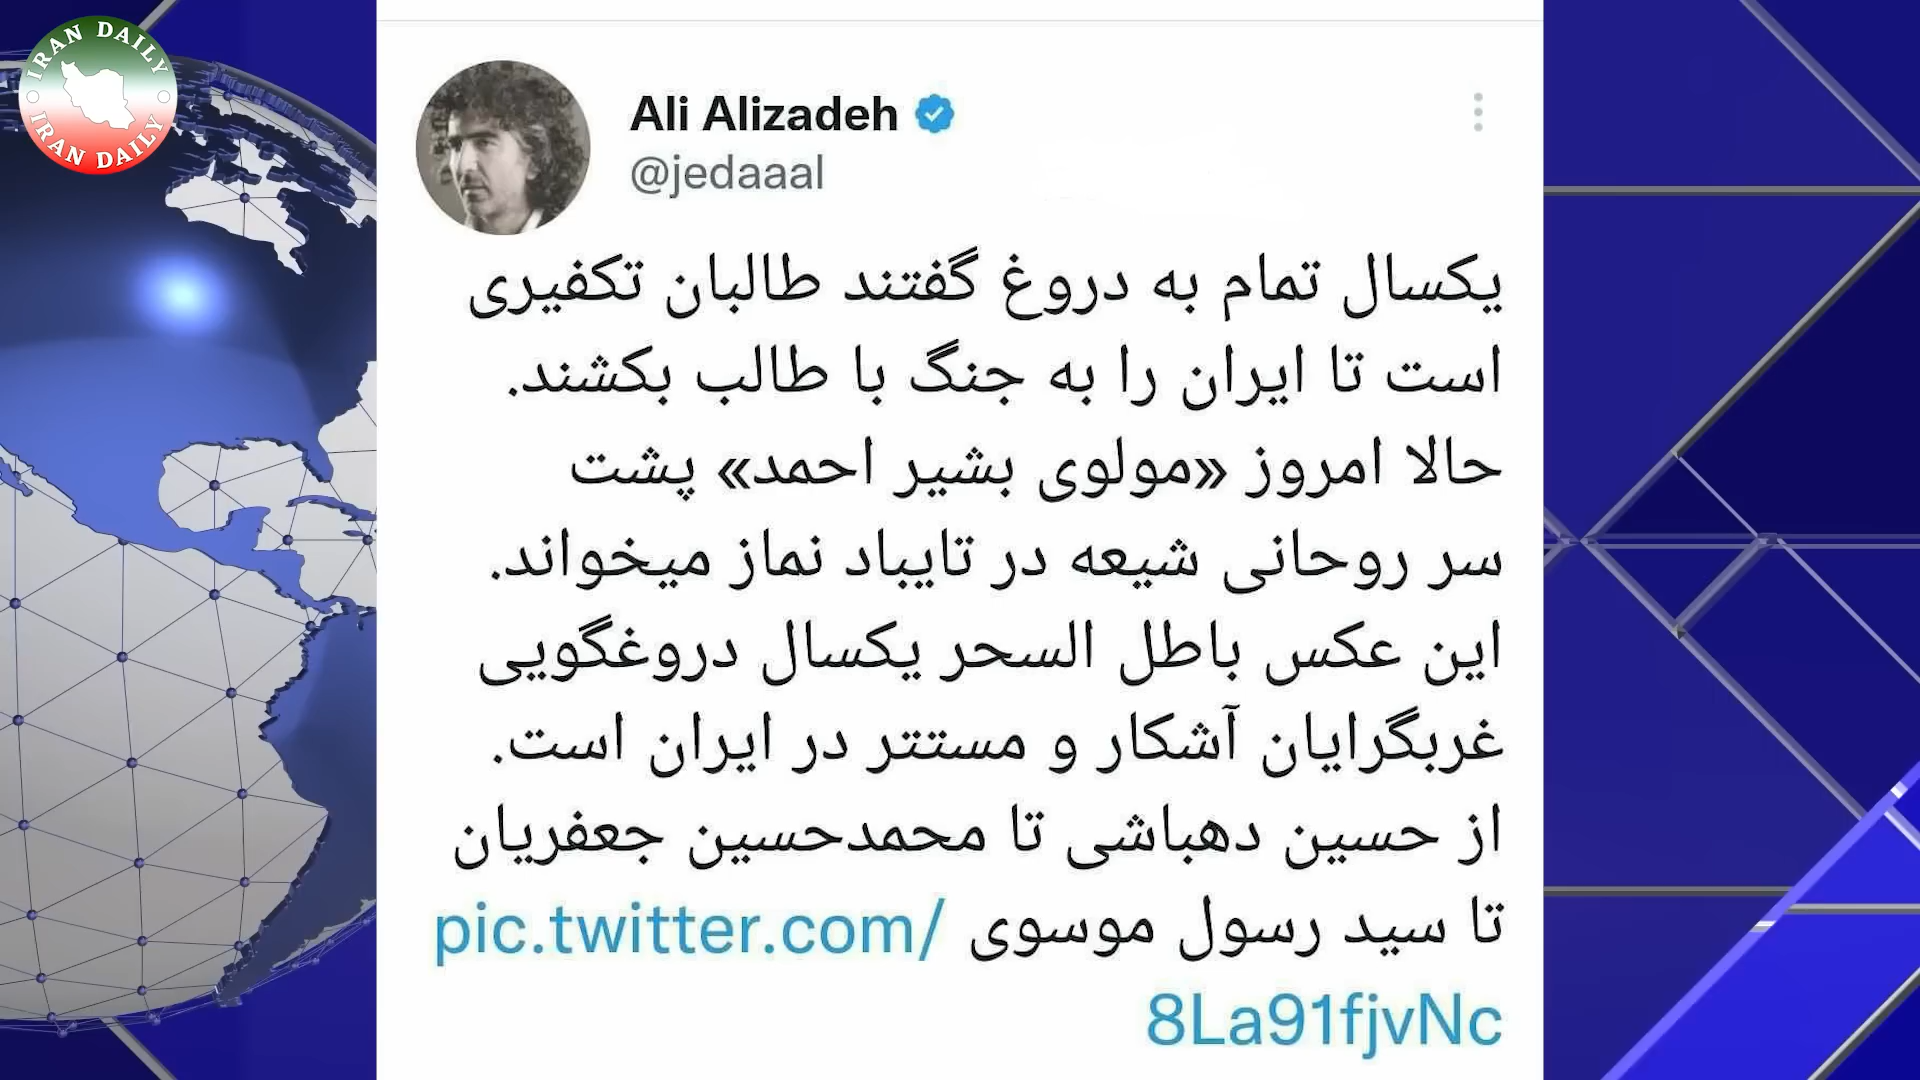 IRAN DAILY
IRAN DAILY
Ali Alizadeh
@jedaaal
یکسال تمام به دروغ گفتند طالبان تکفیری
است تا ایران را به جنگ با طالب بکشند.
حالا امروز «مولوی بشیر احمد» پشت
سر روحانی شیعه در تایباد نماز میخواند.
این عکس باطل السحر یکسال دروغگویی
غربگرایان آشکار و مستتر در ایران است.
از حسین دهباشی تا محمدحسین جعفریان
تا سید رسول موسوی pic.twitter.com/
8La91fjvNc